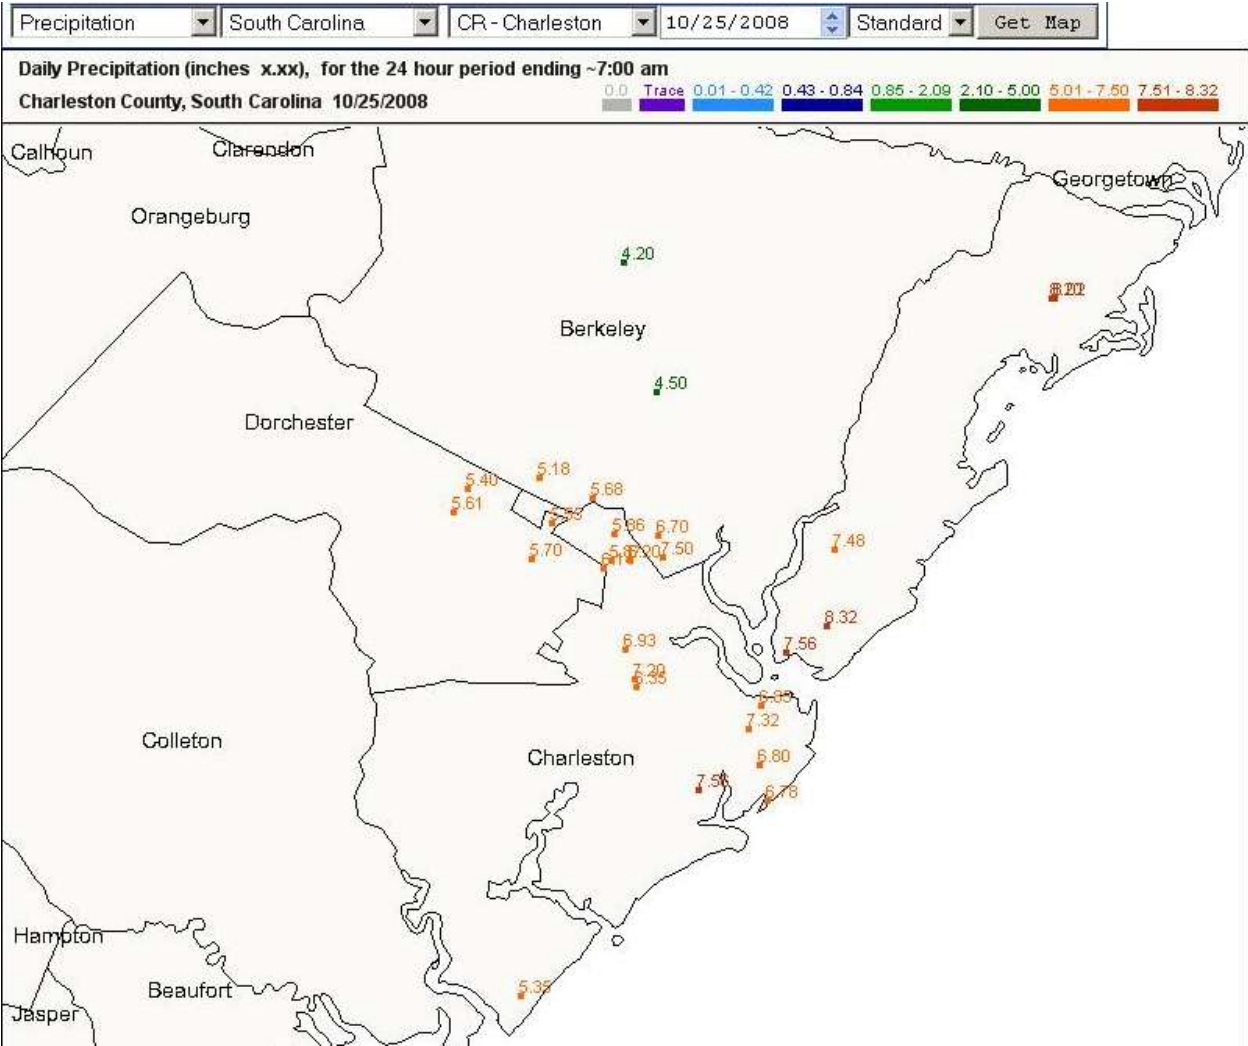 Precipitation South Carolina CR - Charleston 10/25/2008 Standard Get Map
Daily Precipitation (inches x.xx), for the 24 hour period ending ~7:00 am
0.0 Trace 0.01 - 0.42 0.43 - 0.84 0.85 - 2.09 2.10 - 5.00 5.01 - 7.50 7.51 - 8.32
Charleston County, South Carolina 10/25/2008
Calhoun
Clarendon
Georgetown
Orangeburg
4.20
Berkeley
4.50
Dorchester
5.18
5.40
5.68
5.61
6.70
5.70
7.50
7.48
8.32
6.93
7.56
7.20
7.32
Colleton
Charleston
6.80
6.78
Hampton
5.35
Beaufort
Jasper